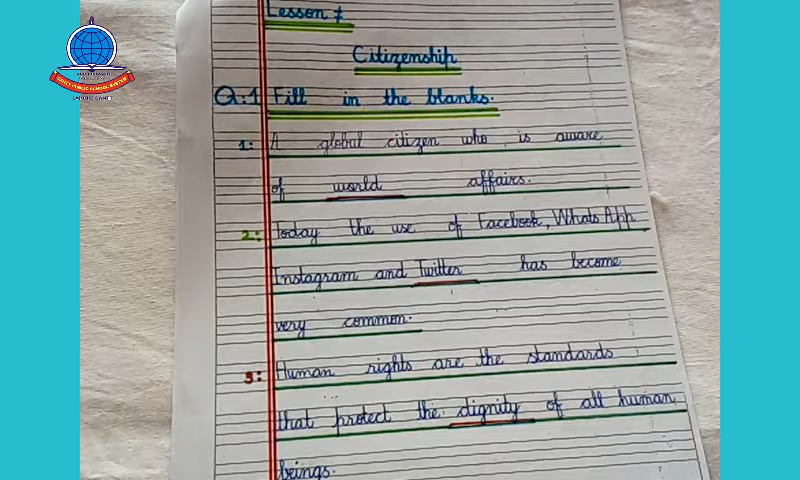 Lesson 7
Citizenship
Q:1 Fill in the blanks.
1: A global citizen who, is aware
of world affairs.
2: Today the use of Facebook, WhatsApp
Instagram and Twitter has become
very common.
3: Human rights are the standards
that protect the dignity of all human
beings.